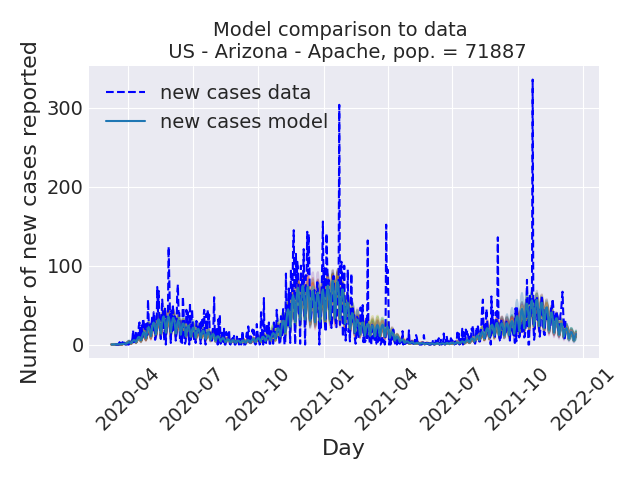 Model comparison to data
US - Arizona - Apache, pop. = 71887
Number of new cases reported
300
200
100
0
new cases data
new cases model
2020-04
2020-07
2020-10
2021-01
2021-04
2021-07
2021-10
2022-01
Day